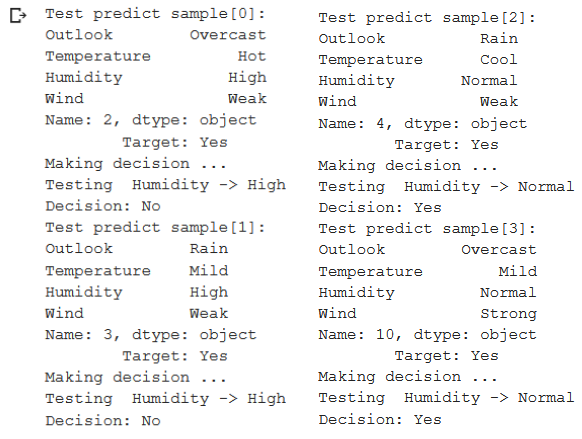 Test predict sample[0]:
Outlook        Overcast
Temperature         Hot
Humidity           High
Wind               Weak
Name: 2, dtype: object
        Target: Yes
Making decision ...
Testing  Humidity -> High
Decision: No
Test predict sample[1]:
Outlook        Rain
Temperature    Mild
Humidity       High
Wind           Weak
Name: 3, dtype: object
        Target: Yes
Making decision ...
Testing  Humidity -> High
Decision: No
Test predict sample[2]:
Outlook          Rain
Temperature      Cool
Humidity       Normal
Wind             Weak
Name: 4, dtype: object
        Target: Yes
Making decision ...
Testing  Humidity -> Normal
Decision: Yes
Test predict sample[3]:
Outlook        Overcast
Temperature        Mild
Humidity         Normal
Wind             Strong
Name: 10, dtype: object
        Target: Yes
Making decision ...
Testing  Humidity -> Normal
Decision: Yes